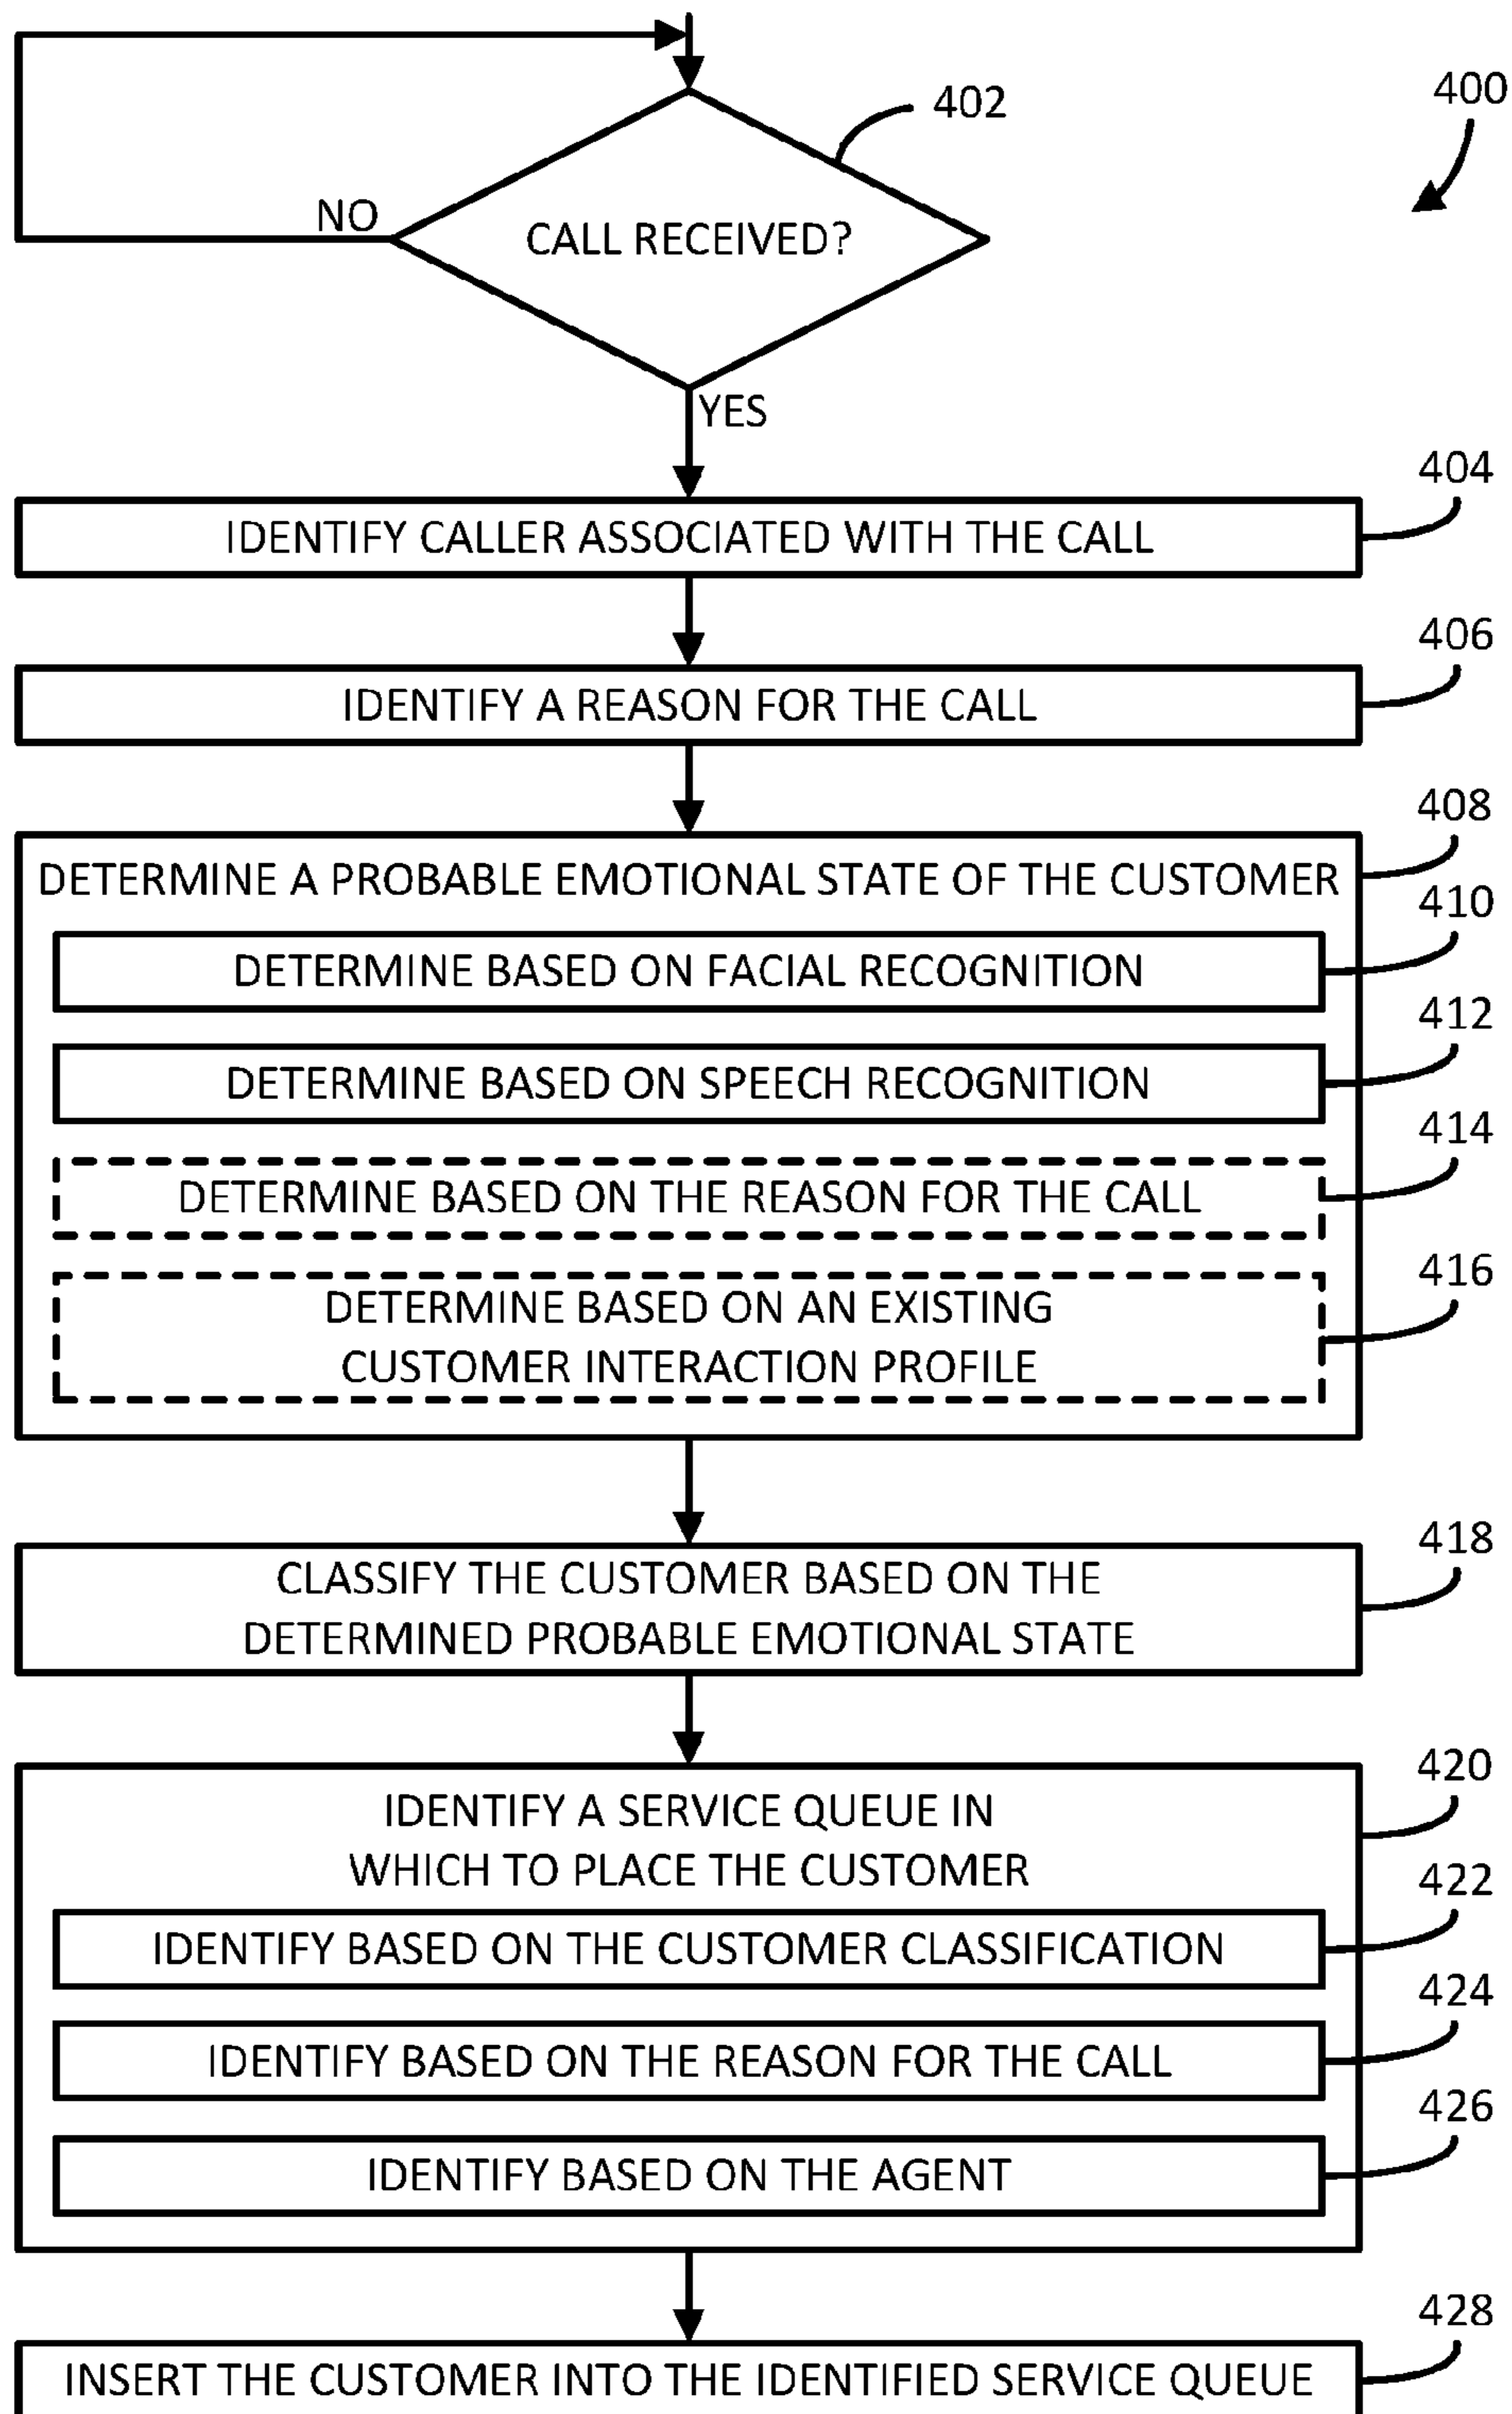 400
402
CALL RECEIVED?
NO
YES
404
IDENTIFY CALLER ASSOCIATED WITH THE CALL
406
IDENTIFY A REASON FOR THE CALL
408
DETERMINE A PROBABLE EMOTIONAL STATE OF THE CUSTOMER
410
DETERMINE BASED ON FACIAL RECOGNITION
412
DETERMINE BASED ON SPEECH RECOGNITION
414
DETERMINE BASED ON THE REASON FOR THE CALL
416
DETERMINE BASED ON AN EXISTING
CUSTOMER INTERACTION PROFILE
418
CLASSIFY THE CUSTOMER BASED ON THE
DETERMINED PROBABLE EMOTIONAL STATE
420
IDENTIFY A SERVICE QUEUE IN
WHICH TO PLACE THE CUSTOMER
422
IDENTIFY BASED ON THE CUSTOMER CLASSIFICATION
424
IDENTIFY BASED ON THE REASON FOR THE CALL
426
IDENTIFY BASED ON THE AGENT
428
INSERT THE CUSTOMER INTO THE IDENTIFIED SERVICE QUEUE